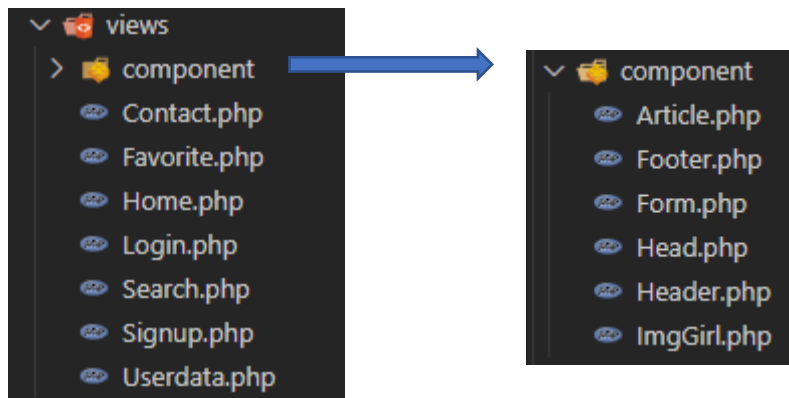 views
component
Contact.php
Favorite.php
Home.php
Login.php
Search.php
Signup.php
Userdata.php
component
Article.php
Footer.php
Form.php
Head.php
Header.php
ImgGirl.php